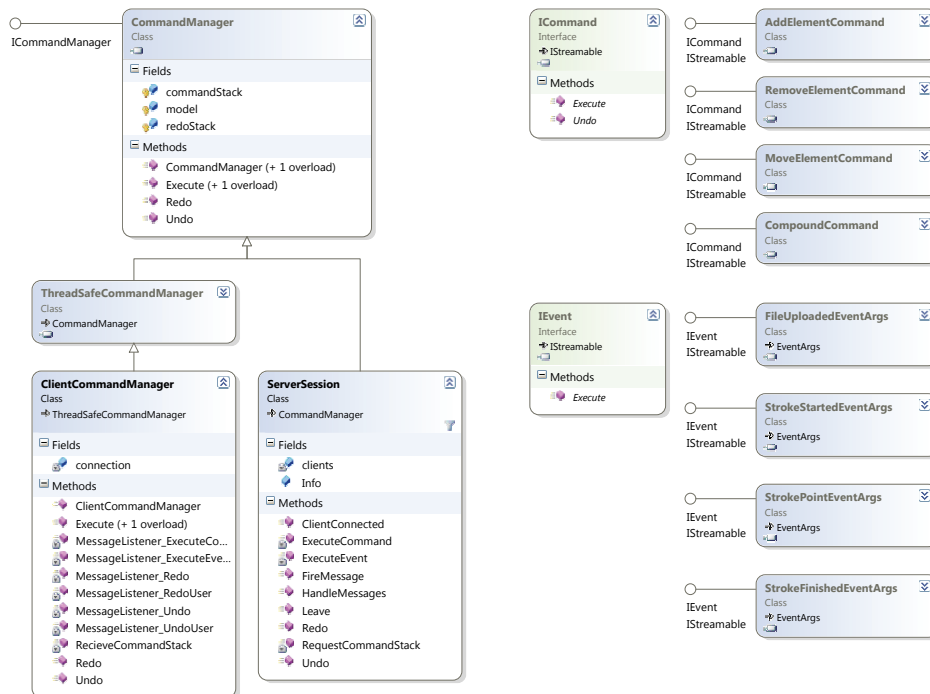 ICommandManager
CommandManager
Class
Fields
commandStack
model
redoStack
Methods
CommandManager (+ 1 overload)
Execute (+ 1 overload)
Redo
Undo
ThreadSafeCommandManager
Class
CommandManager
ClientCommandManager
Class
ThreadSafeCommandManager
Fields
connection
Methods
ClientCommandManager
Execute (+ 1 overload)
MessageListener_ExecuteCo...
MessageListener_ExecuteEve...
MessageListener_Redo
MessageListener_RedoUser
MessageListener_Undo
MessageListener_UndoUser
RecieveCommandStack
Redo
Undo
ServerSession
Class
CommandManager
Fields
clients
Info
Methods
ClientConnected
ExecuteCommand
ExecuteEvent
FireMessage
HandleMessages
Leave
Redo
RequestCommandStack
Undo
ICommand
Interface
IStreamable
Methods
Execute
Undo
ICommand
IStreamable
AddElementCommand
Class
ICommand
IStreamable
RemoveElementCommand
Class
ICommand
IStreamable
MoveElementCommand
Class
ICommand
IStreamable
CompoundCommand
Class
IEvent
Interface
IStreamable
Methods
Execute
IEvent
IStreamable
FileUploadedEventArgs
Class
EventArgs
IEvent
IStreamable
StrokeStartedEventArgs
Class
EventArgs
IEvent
IStreamable
StrokePointEventArgs
Class
EventArgs
IEvent
IStreamable
StrokeFinishedEventArgs
Class
EventArgs